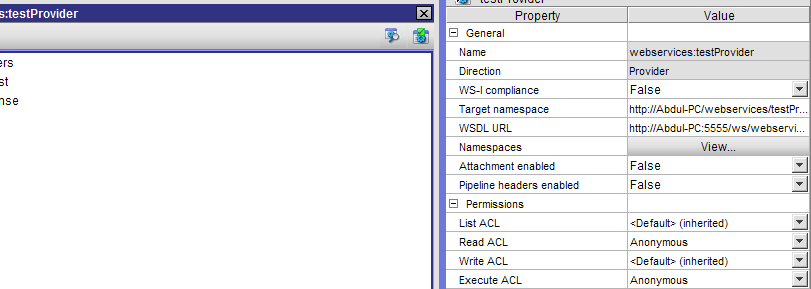 s:testProvider
ers
st
nse
testProvider
Property Value
General
Name webservices:testProvider
Direction Provider
WS-I compliance False
Target namespace http://Abdul-PC/webservices/testPr...
WSDL URL http://Abdul-PC:5555/ws/webservi...
Namespaces View...
Attachment enabled False
Pipeline headers enabled False
Permissions
List ACL <Default> (inherited)
Read ACL Anonymous
Write ACL <Default> (inherited)
Execute ACL Anonymous